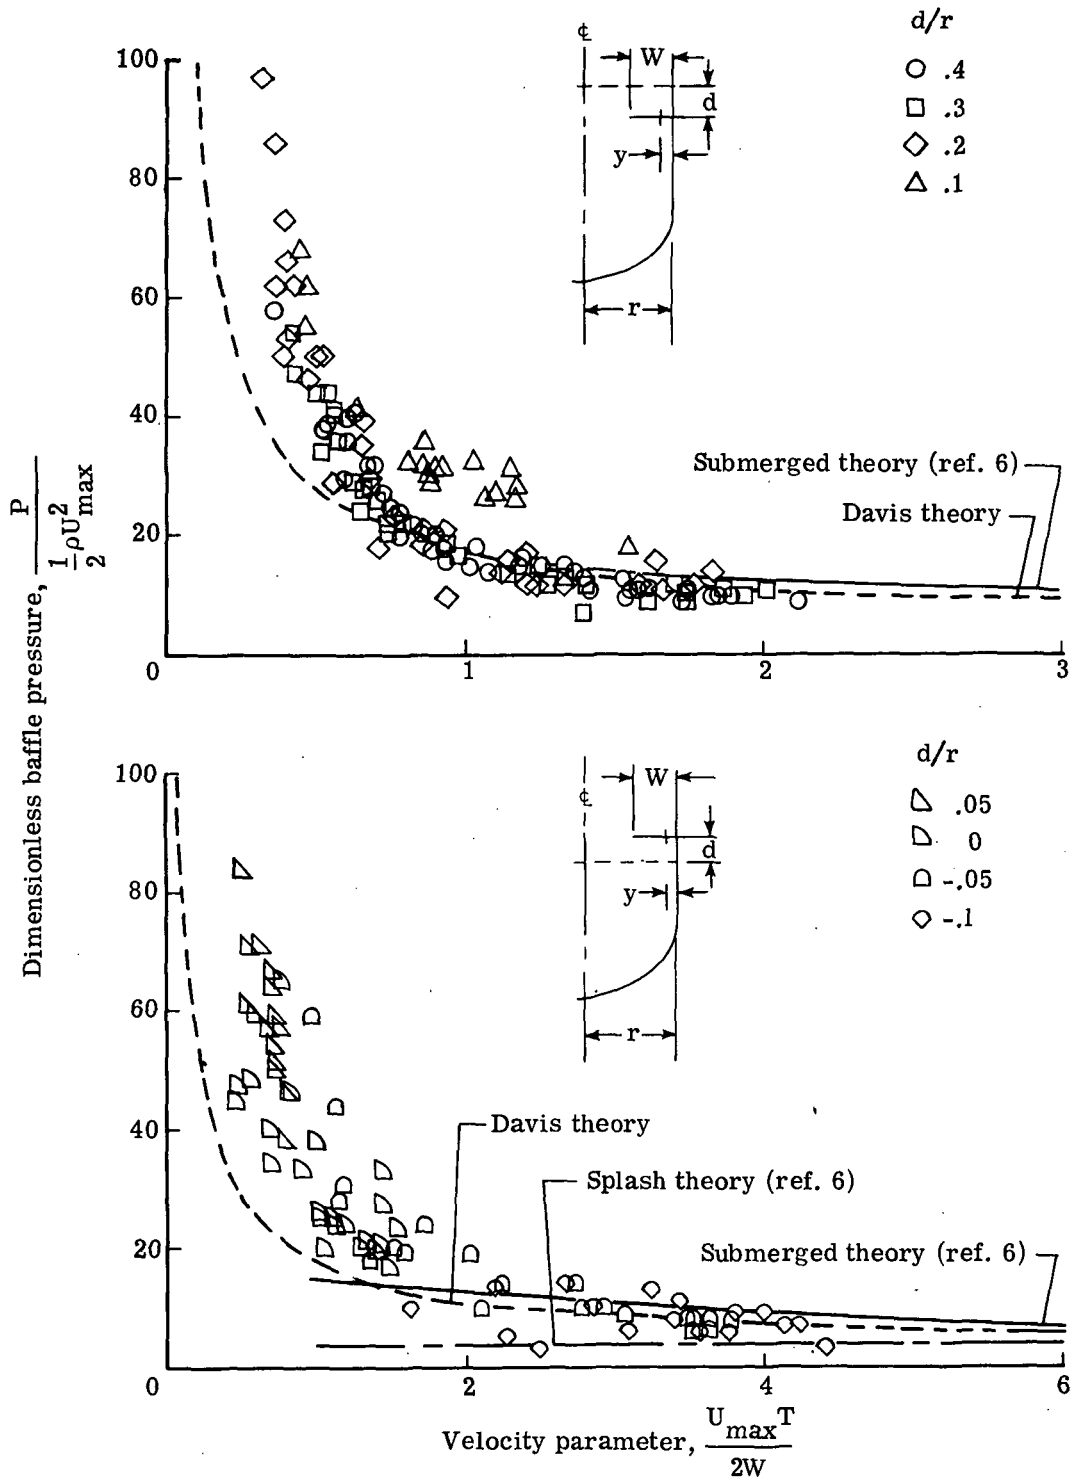 d/r
○ .4
□ .3
◇ .2
△ .1
℄
W
d
y
r
100
80
60
40
20
0
1
2
3
Submerged theory (ref. 6)
Davis theory
Dimensionless baffle pressure, P / ½ρU²max
d/r
.05
0
-.05
-.1
W
℄
d
y
r
100
80
60
40
20
0
2
4
6
Davis theory
Splash theory (ref. 6)
Submerged theory (ref. 6)
Velocity parameter, UmaxT / 2W